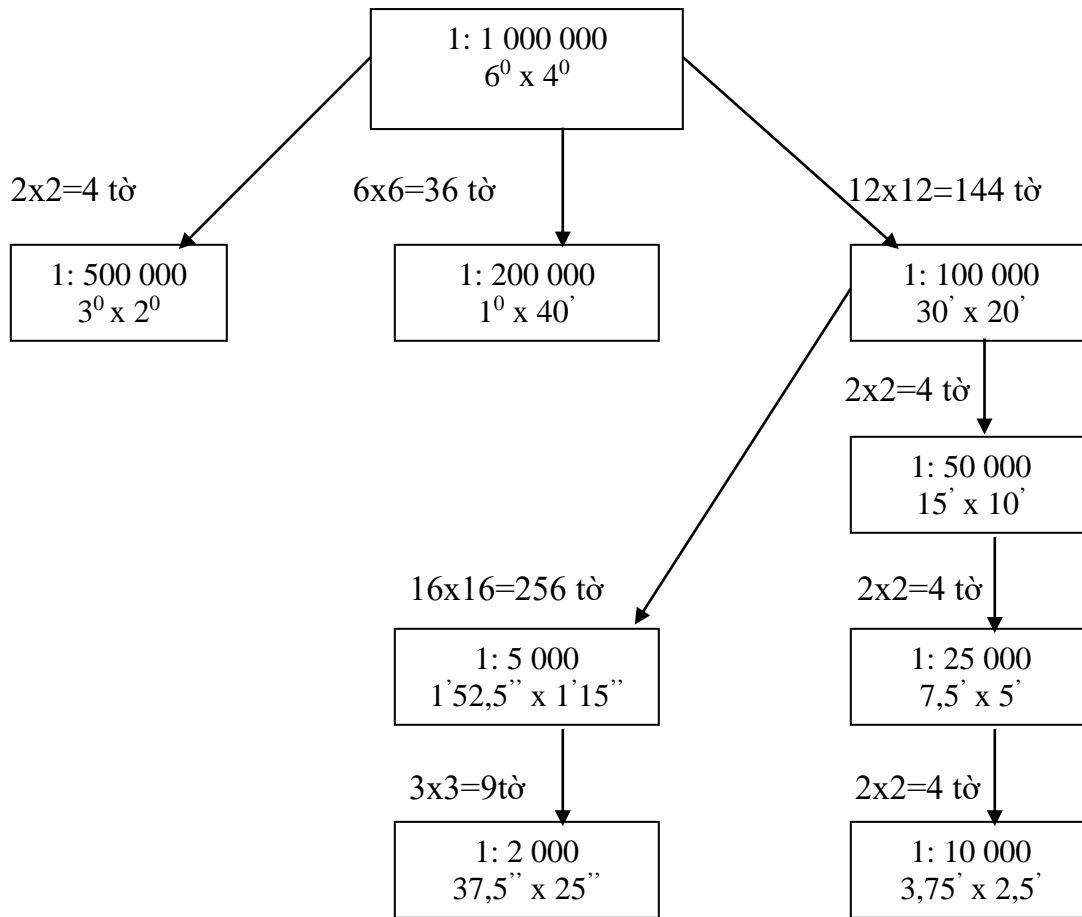 1: 1 000 000
6⁰ x 4⁰
2x2=4 tờ
6x6=36 tờ
12x12=144 tờ
1: 500 000
3⁰ x 2⁰
1: 200 000
1⁰ x 40’
1: 100 000
30’ x 20’
2x2=4 tờ
1: 50 000
15’ x 10’
16x16=256 tờ
2x2=4 tờ
1: 5 000
1’52,5’’ x 1’15’’
1: 25 000
7,5’ x 5’
3x3=9tờ
2x2=4 tờ
1: 2 000
37,5’’ x 25’’
1: 10 000
3,75’ x 2,5’